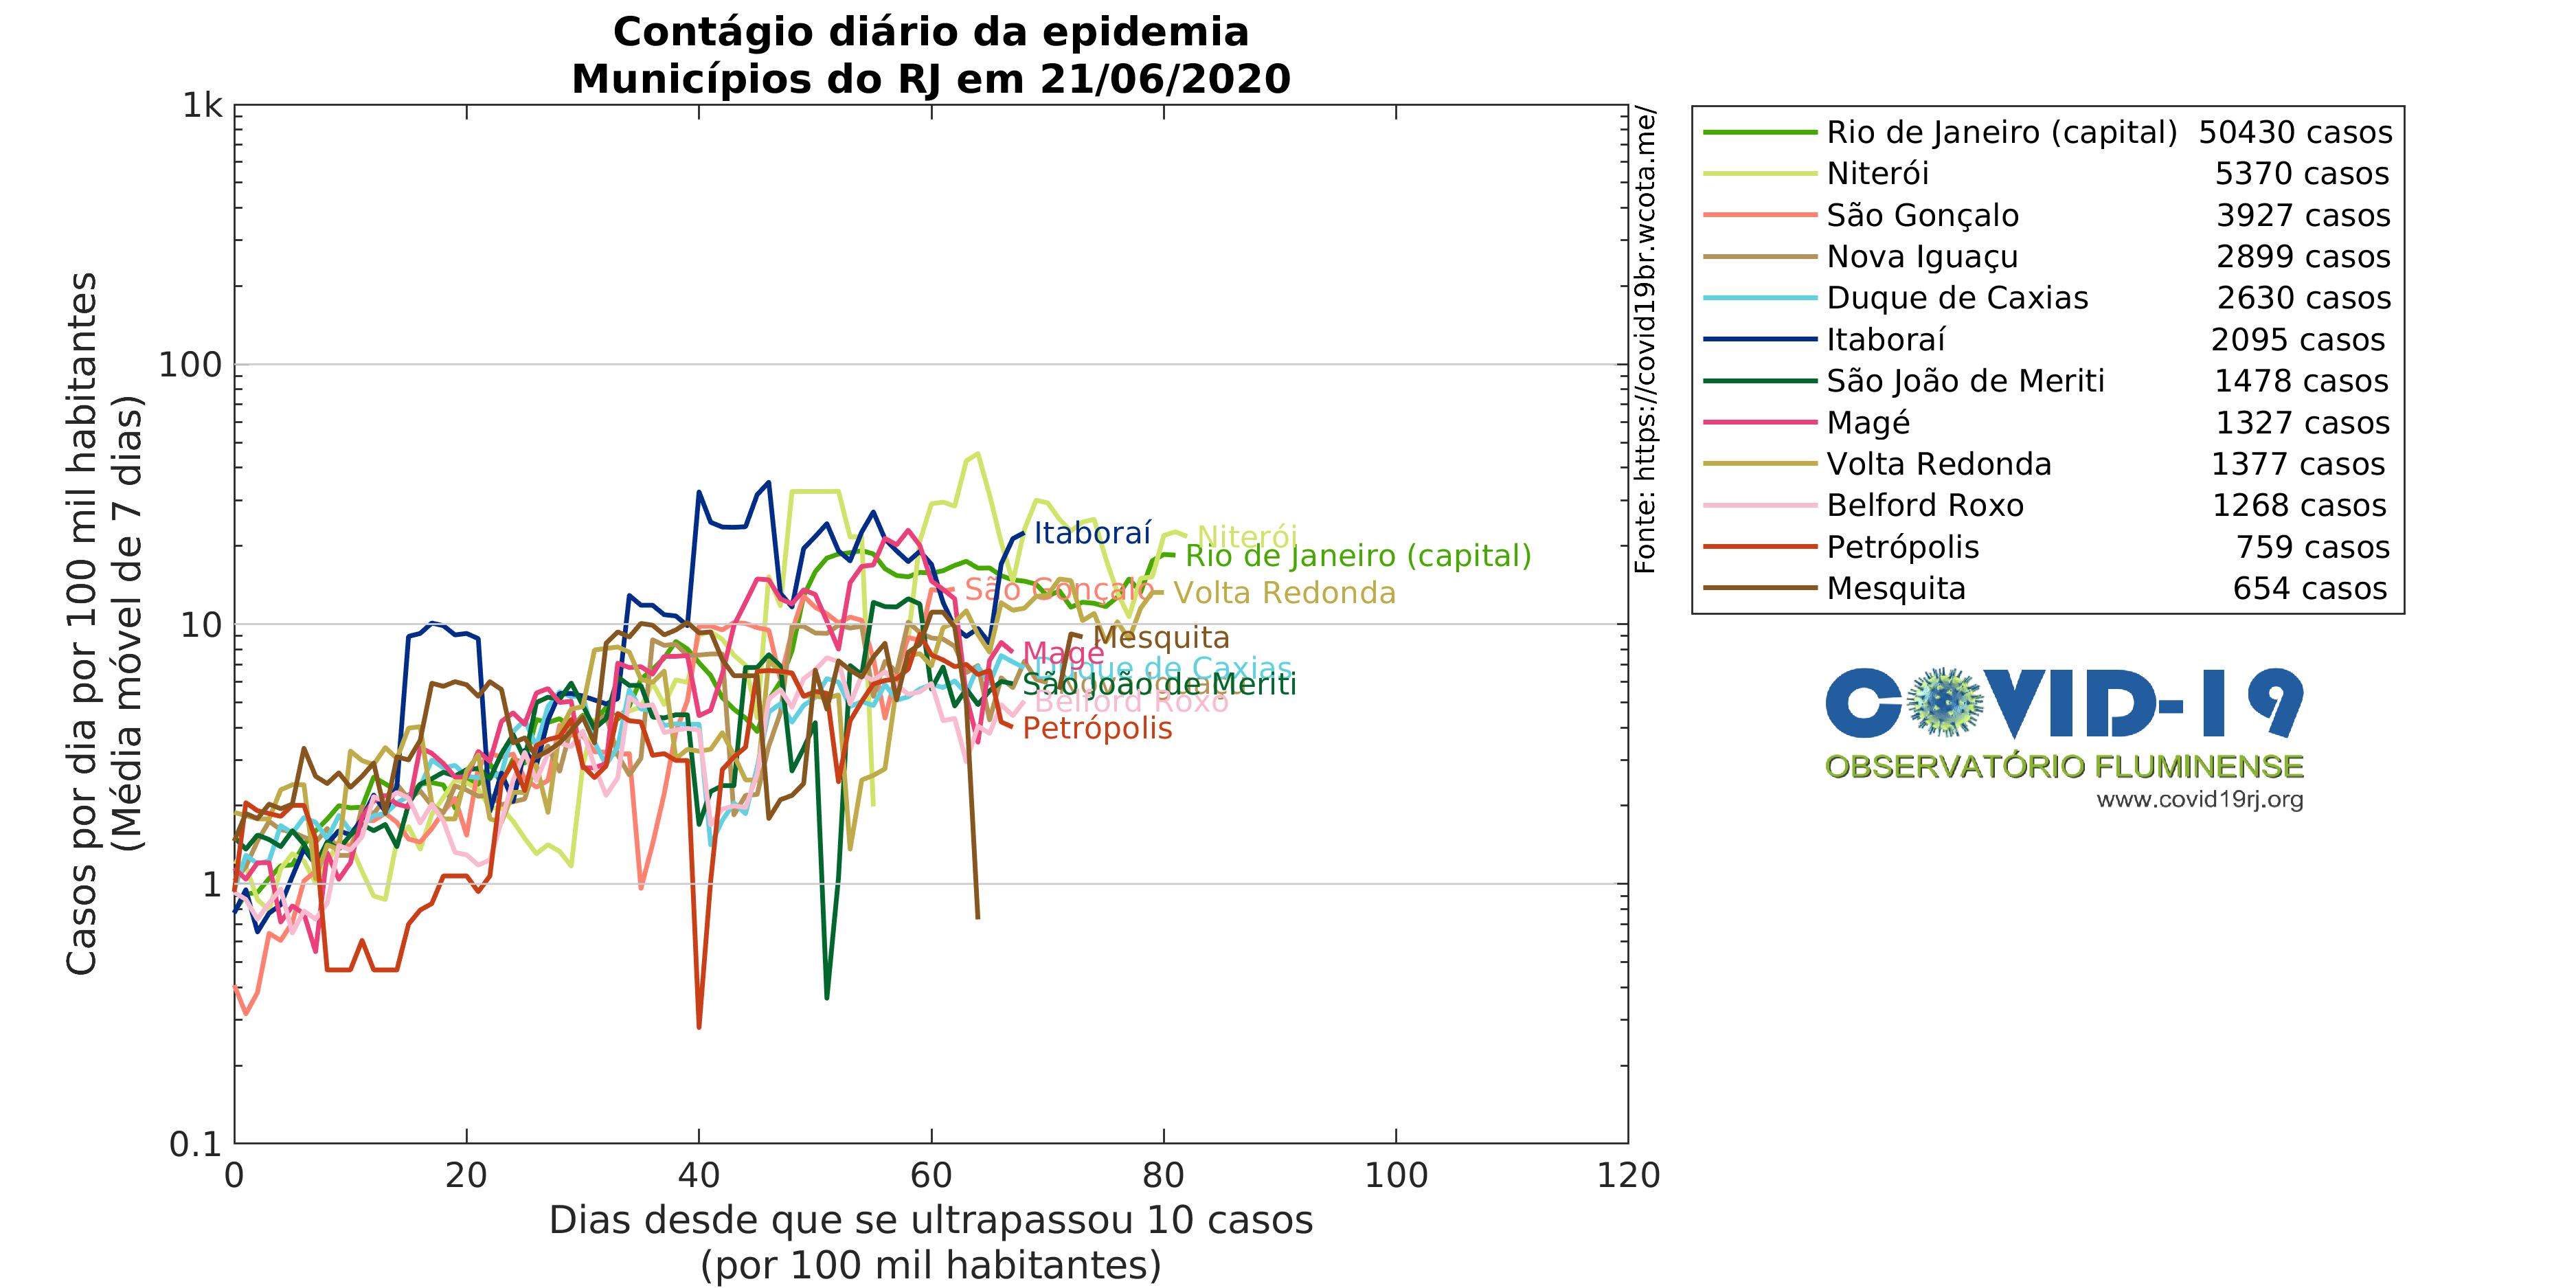 Contágio diário da epidemia
Municípios do RJ em 21/06/2020
Casos por dia por 100 mil habitantes
(Média móvel de 7 dias)
1k
100
10
1
0.1
0
20
40
60
80
100
120
Dias desde que se ultrapassou 10 casos
(por 100 mil habitantes)
Itaboraí
Niterói
Rio de Janeiro (capital)
São Gonçalo
Volta Redonda
Mesquita
Magé
Duque de Caxias
São João de Meriti
Belford Roxo
Petrópolis
Fonte: https://covid19br.wcota.me/
Rio de Janeiro (capital) 50430 casos
Niterói 5370 casos
São Gonçalo 3927 casos
Nova Iguaçu 2899 casos
Duque de Caxias 2630 casos
Itaboraí 2095 casos
São João de Meriti 1478 casos
Magé 1327 casos
Volta Redonda 1377 casos
Belford Roxo 1268 casos
Petrópolis 759 casos
Mesquita 654 casos
COVID-19
OBSERVATÓRIO FLUMINENSE
www.covid19rj.org